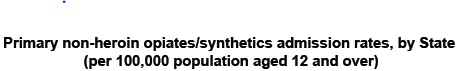 Primary non-heroin opiates/synthetics admission rates, by State
(per 100,000 population aged 12 and over)